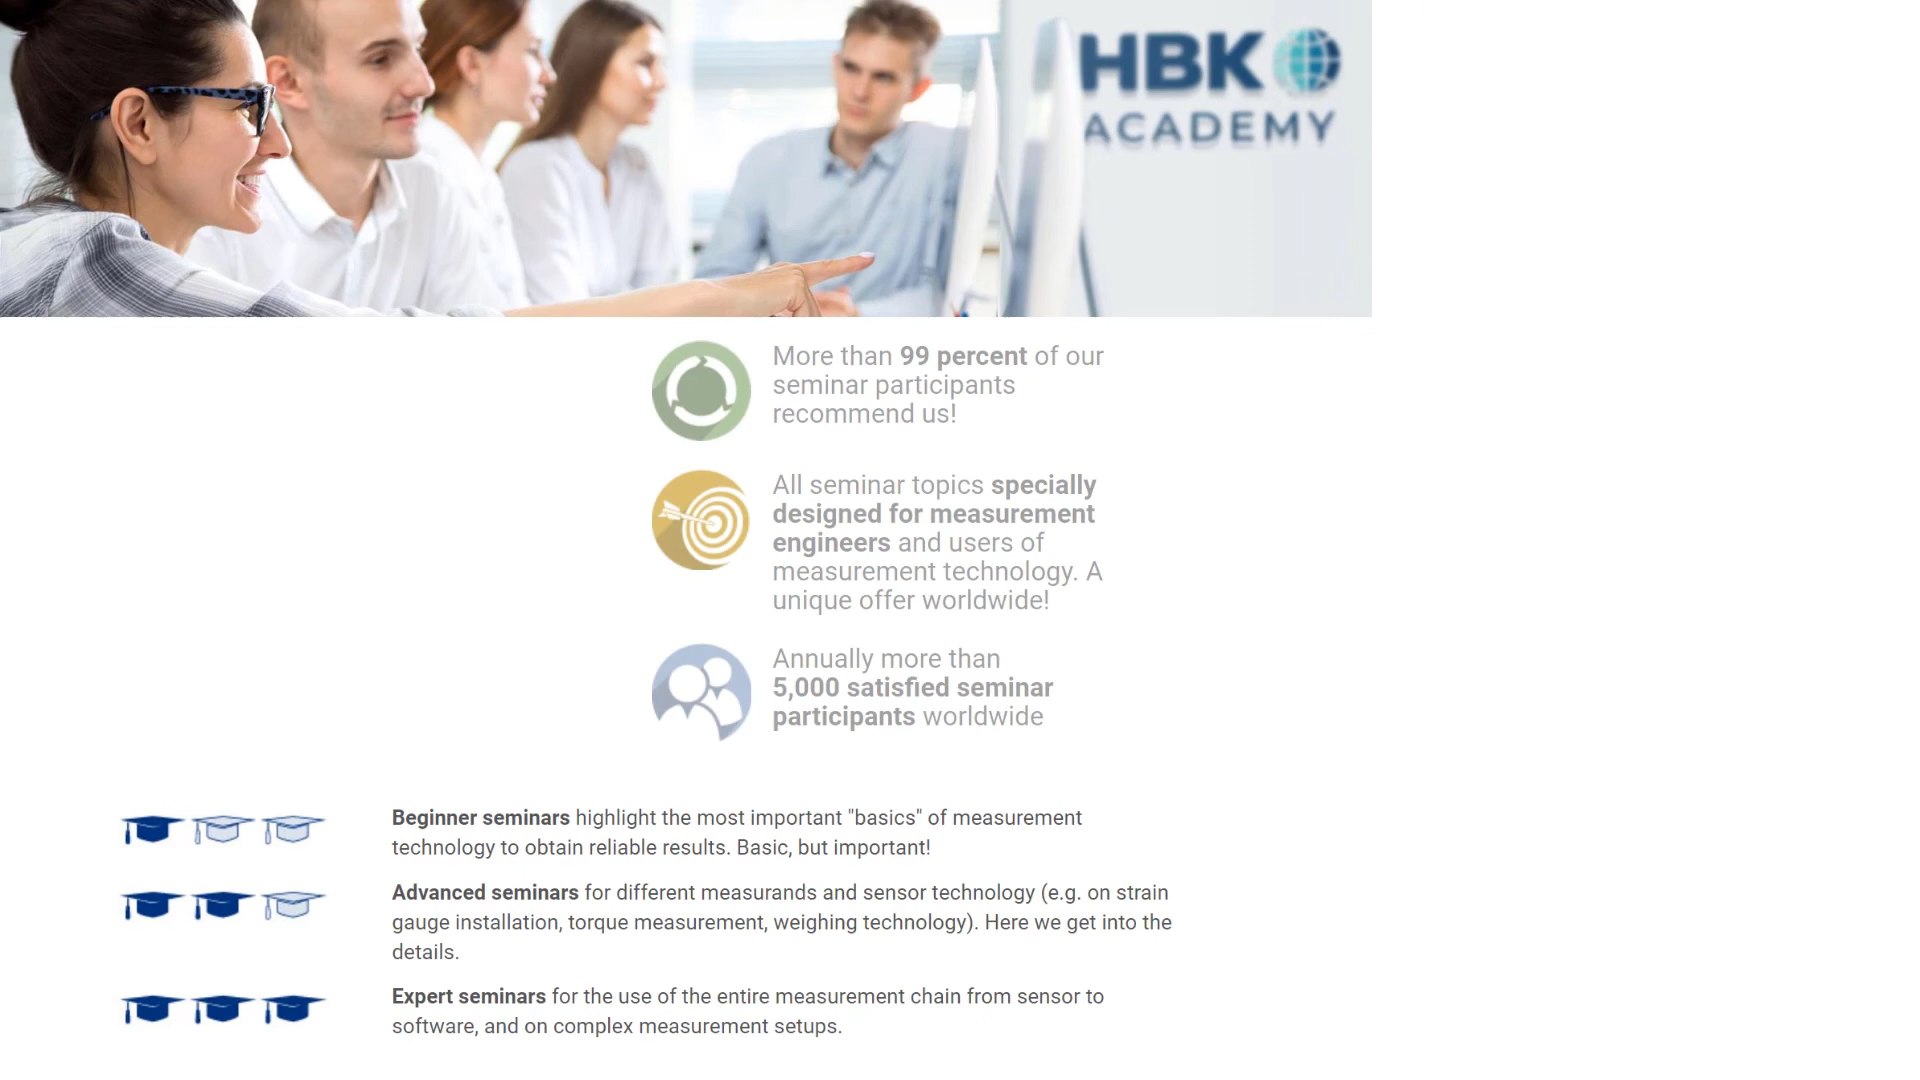 HBK
ACADEMY
More than 99 percent of our
seminar participants
recommend us!
All seminar topics specially
designed for measurement
engineers and users of
measurement technology. A
unique offer worldwide!
Annually more than
5,000 satisfied seminar
participants worldwide
Beginner seminars highlight the most important "basics" of measurement
technology to obtain reliable results. Basic, but important!
Advanced seminars for different measurands and sensor technology (e.g. on strain
gauge installation, torque measurement, weighing technology). Here we get into the
details.
Expert seminars for the use of the entire measurement chain from sensor to
software, and on complex measurement setups.